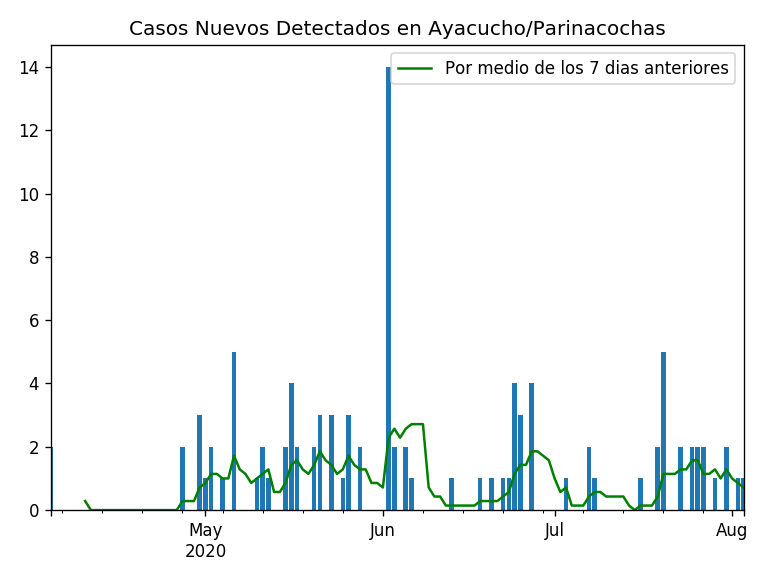 Casos Nuevos Detectados en Ayacucho/Parinacochas
Por medio de los 7 dias anteriores
14
12
10
8
6
4
2
0
May
2020
Jun
Jul
Aug